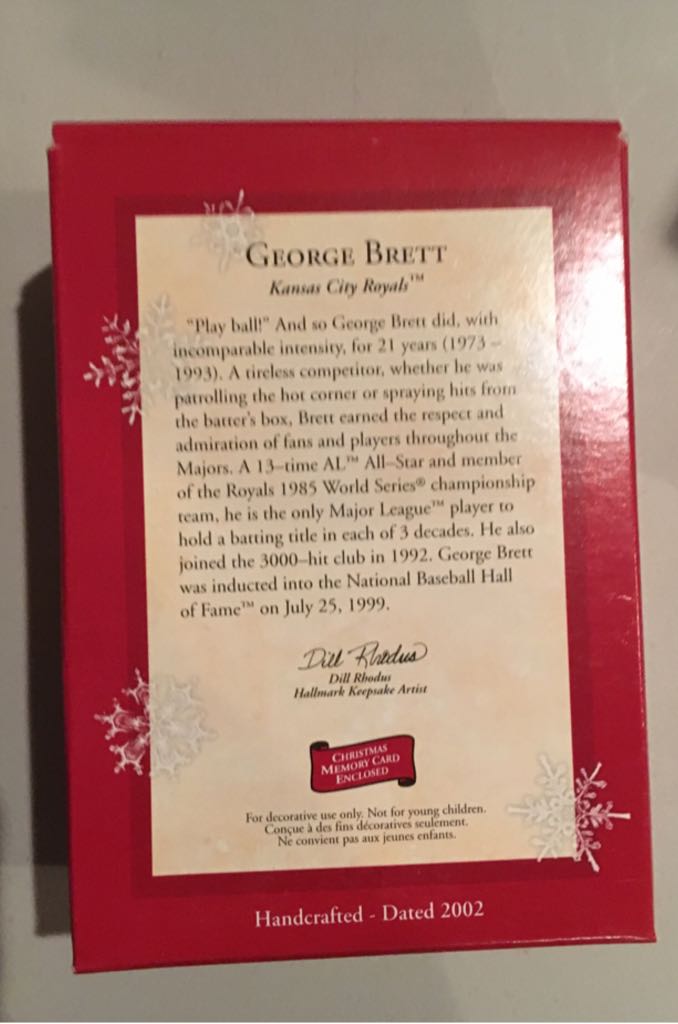 GEORGE BRETT
Kansas City Royals™
"Play ball!" And so George Brett did, with
incomparable intensity, for 21 years (1973 –
1993). A tireless competitor, whether he was
patrolling the hot corner or spraying hits from
the batter's box, Brett earned the respect and
admiration of fans and players throughout the
Majors. A 13–time AL™ All–Star and member
of the Royals 1985 World Series® championship
team, he is the only Major League™ player to
hold a batting title in each of 3 decades. He also
joined the 3000–hit club in 1992. George Brett
was inducted into the National Baseball Hall
of Fame™ on July 25, 1999.
Dill Rhodus
Dill Rhodus
Hallmark Keepsake Artist
CHRISTMAS
MEMORY CARD
ENCLOSED
For decorative use only. Not for young children.
Conçue à des fins décoratives seulement.
Ne convient pas aux jeunes enfants.
Handcrafted - Dated 2002